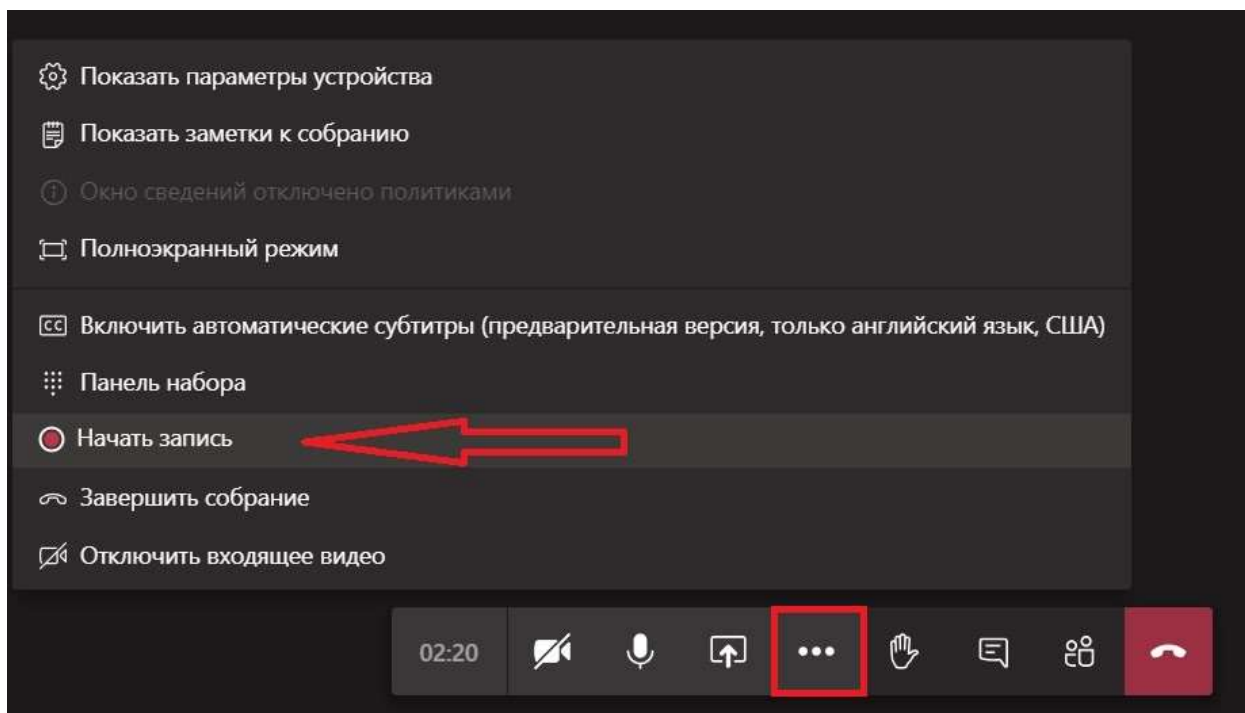 Показать параметры устройства
Показать заметки к собранию
Окно сведений отключено политиками
Полноэкранный режим
CC Включить автоматические субтитры (предварительная версия, только английский язык, США)
Панель набора
Начать запись
Завершить собрание
Отключить входящее видео
02:20